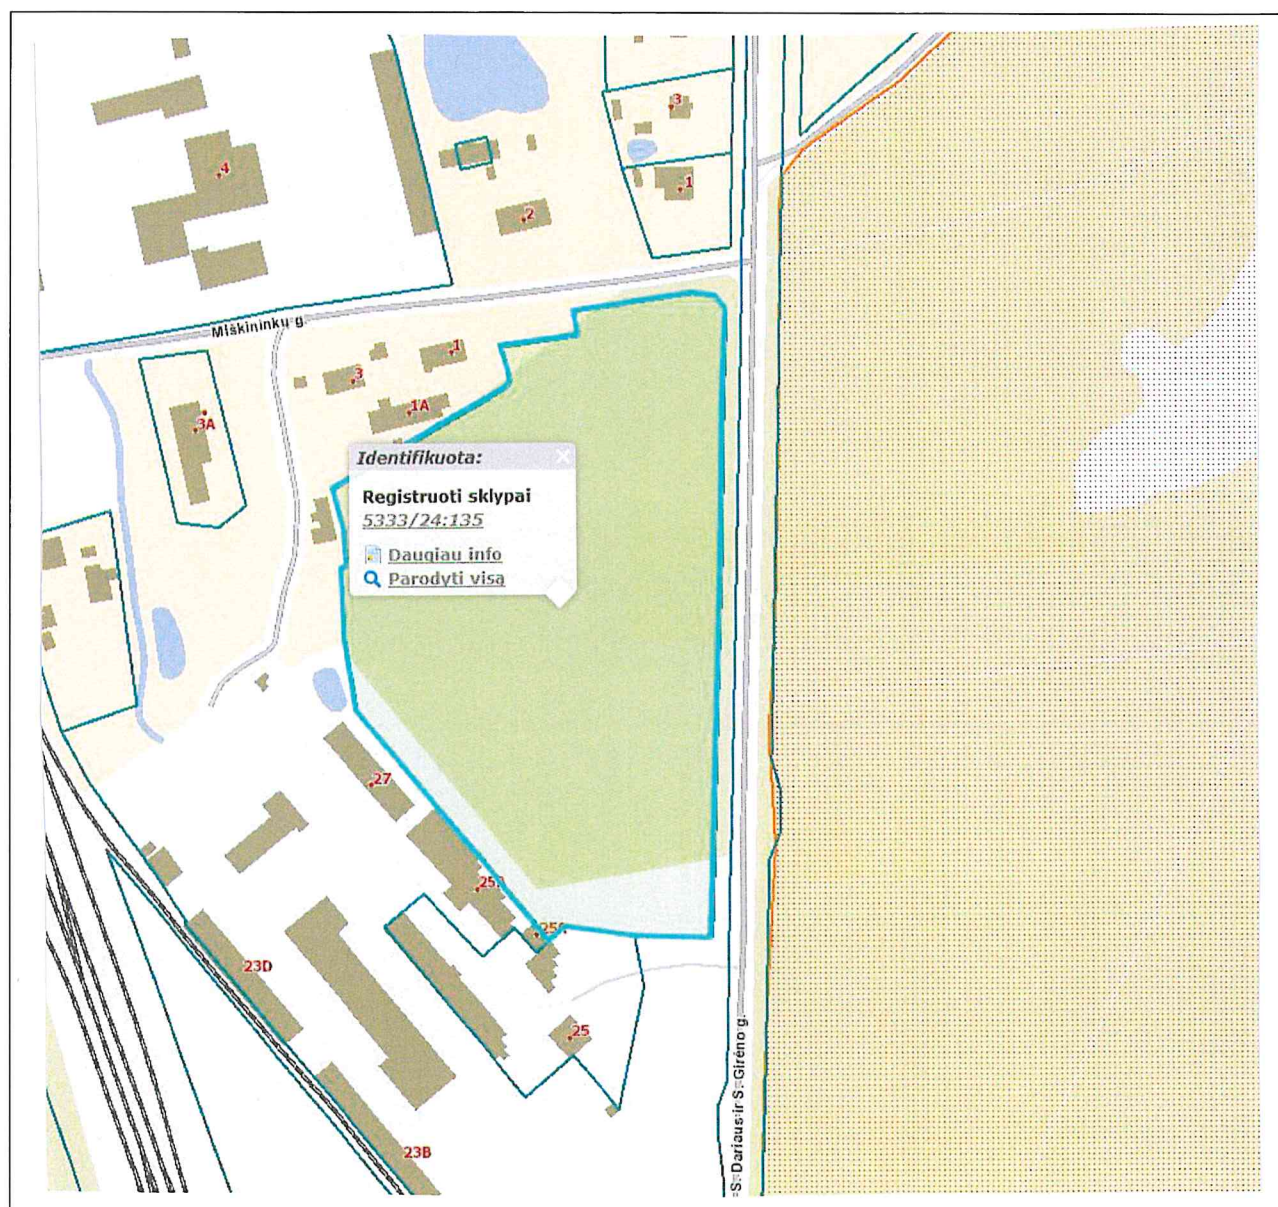 3
4
1
2
Miškininkų g.
1
3
1A
3A
Identifikuota:
Registruoti sklypai
5333/24:135
Daugiau info
Parodyti visą
27
23D
25
S. Dariaus ir S. Girėno g.
23B